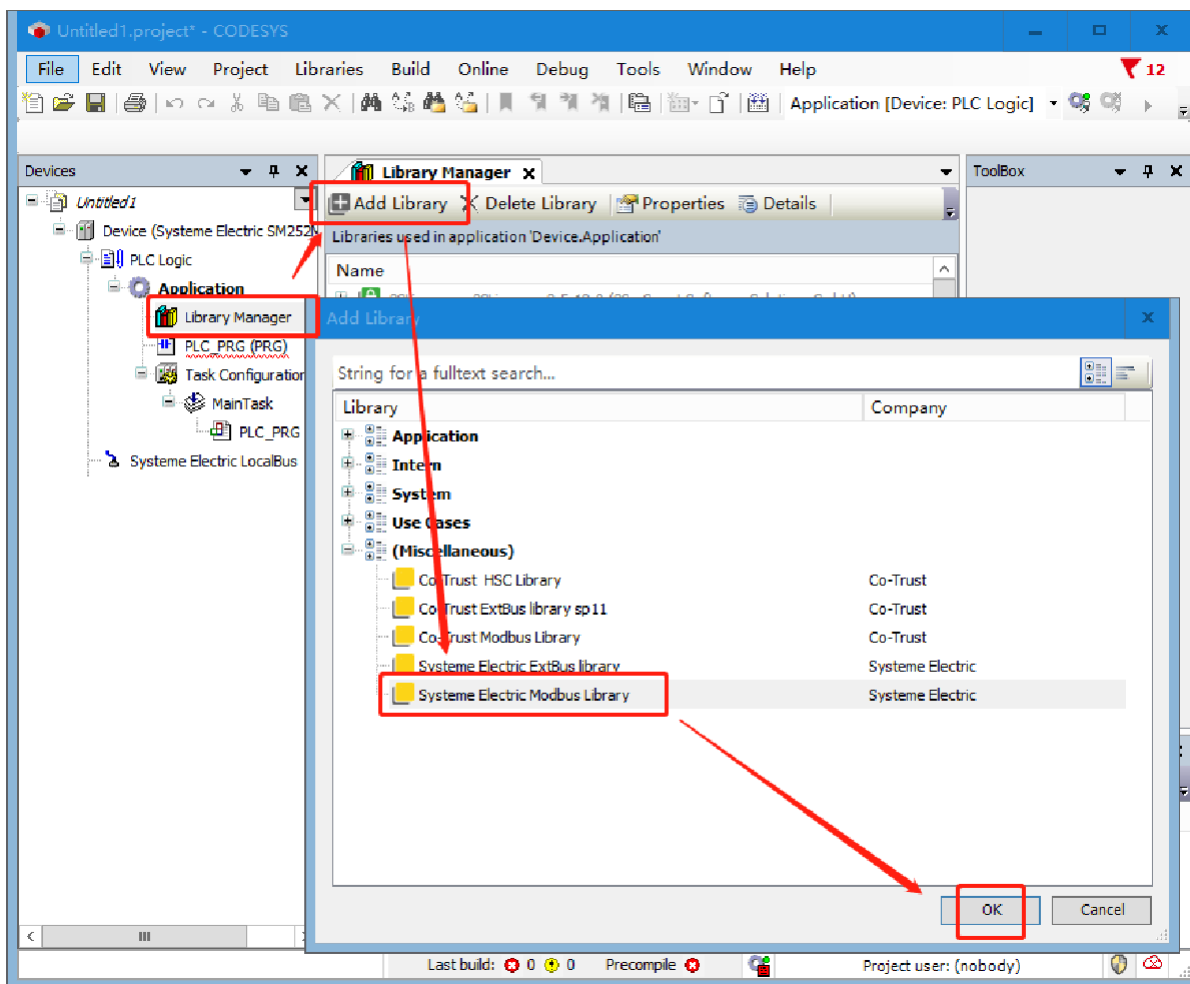 Untitled1.project* - CODESYS
File Edit View Project Libraries Build Online Debug Tools Window Help 12
Application [Device: PLC Logic]
Devices
Library Manager
ToolBox
Untitled1
Device (Systeme Electric SM252
PLC Logic
Application
Library Manager
PLC_PRG (PRG)
Task Configuration
MainTask
PLC_PRG
Systeme Electric LocalBus
Add Library Delete Library Properties Details
Libraries used in application 'Device.Application'
Name
Add Library
String for a fulltext search...
Library Company
Application
Intern
System
Use Cases
(Miscellaneous)
Co-Trust HSC Library Co-Trust
Co-Trust ExtBus library sp11 Co-Trust
Co-Trust Modbus Library Co-Trust
Systeme Electric ExtBus library Systeme Electric
Systeme Electric Modbus Library Systeme Electric
OK Cancel
Last build: 0 0 Precompile Project user: (nobody)